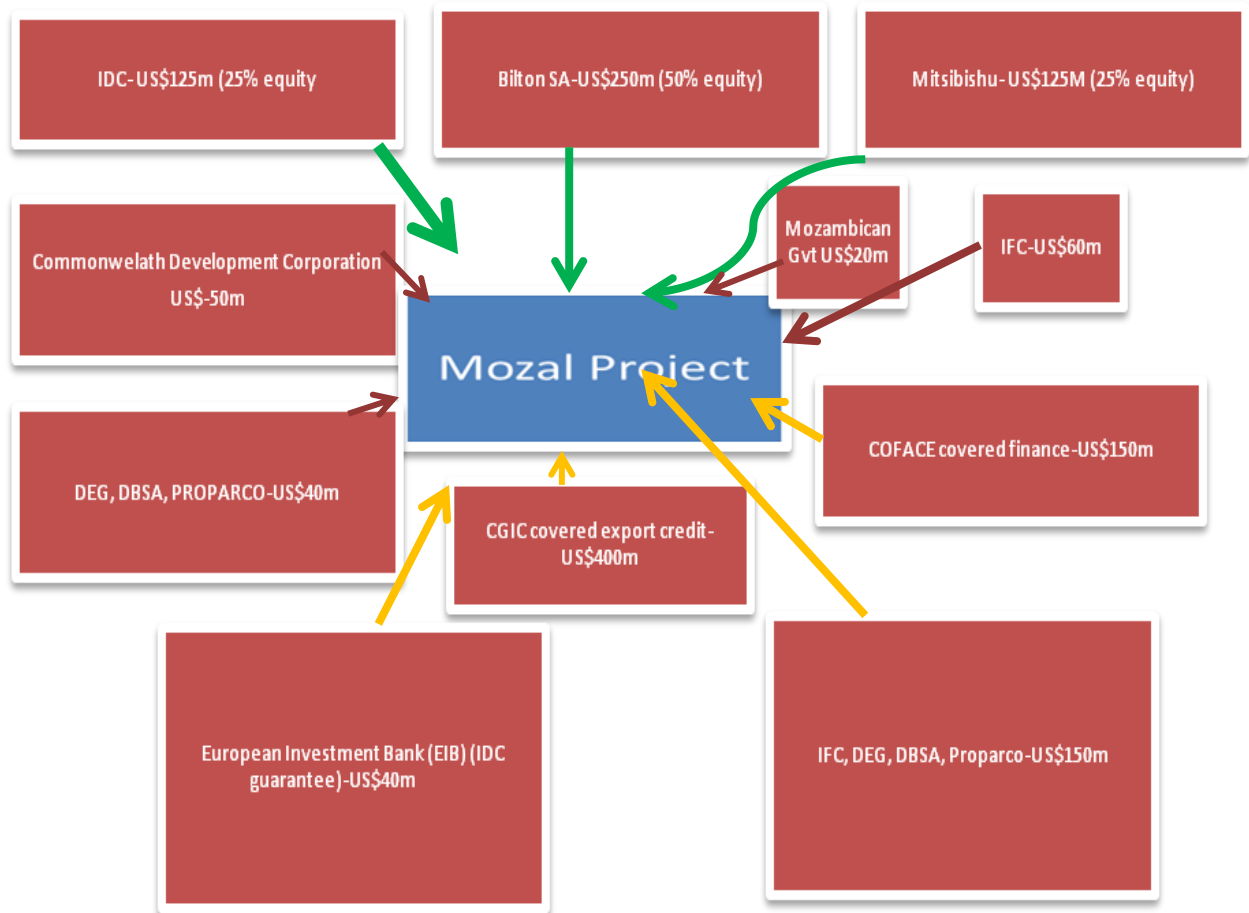 IDC- US$125m (25% equity
Bilton SA-US$250m (50% equity)
Mitsibishu- US$125M (25% equity)
Commonwelath Development Corporation
US$-50m
Mozambican
Gvt US$20m
IFC-US$60m
Mozal Project
DEG, DBSA, PROPARCO-US$40m
CGIC covered export credit-
US$400m
COFACE covered finance-US$150m
European Investment Bank (EIB) (IDC
guarantee)-US$40m
IFC, DEG, DBSA, Proparco-US$150m